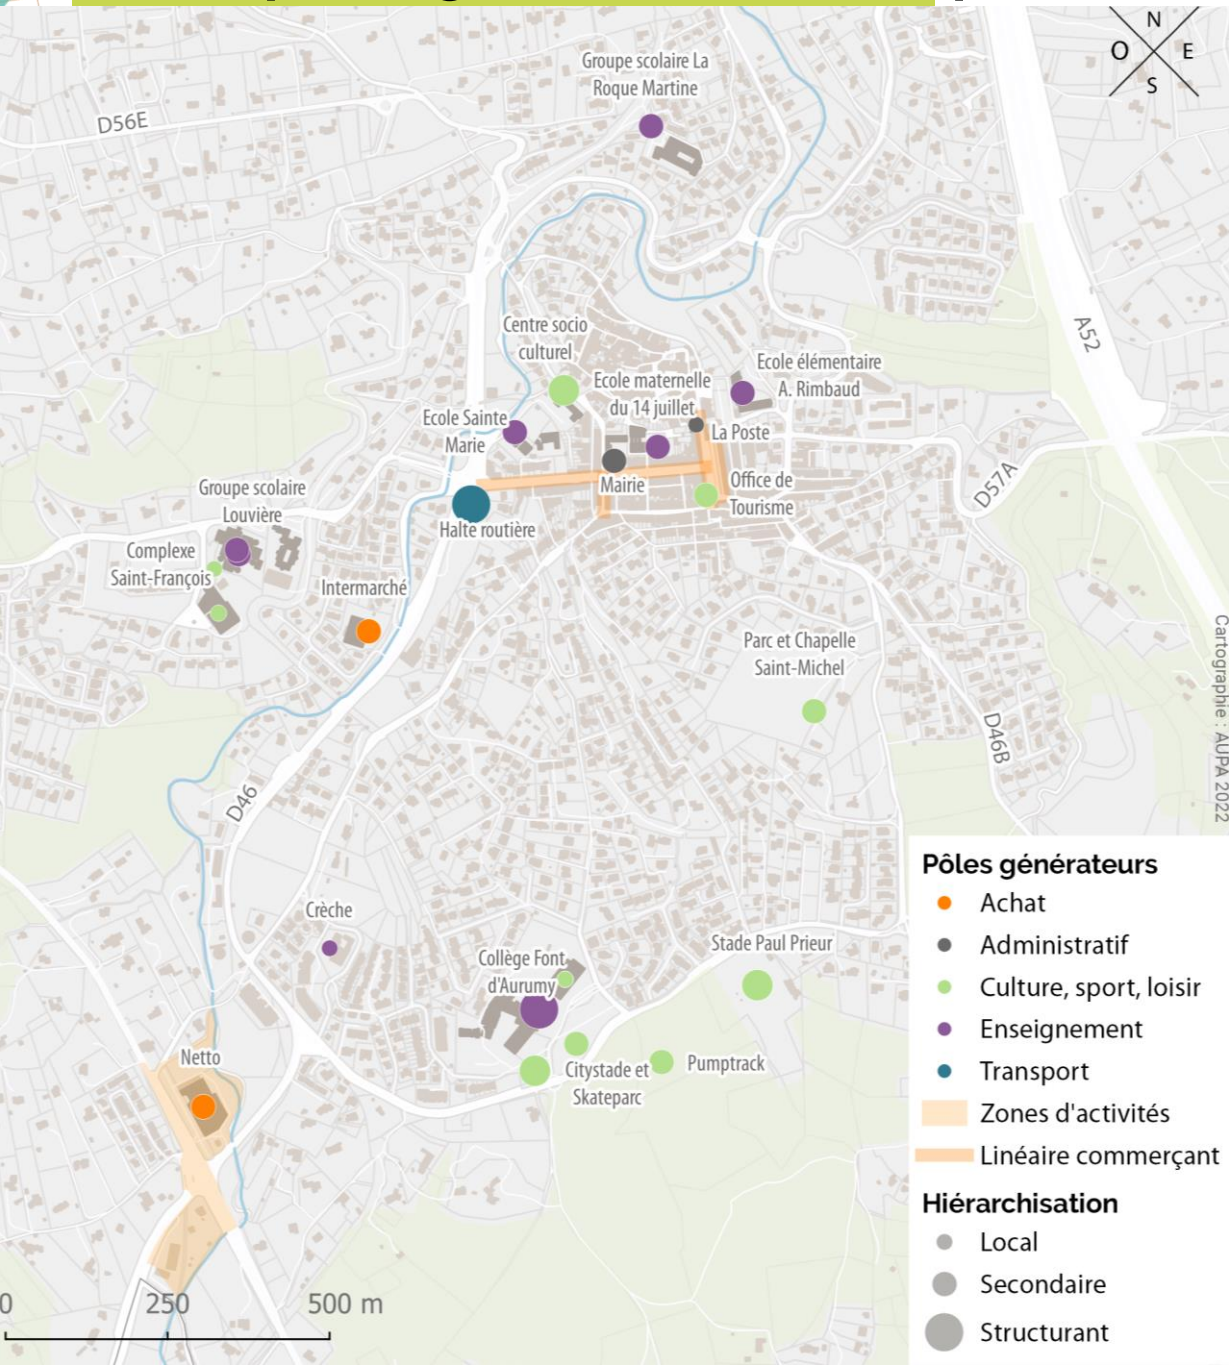 N
O
E
S
Groupe scolaire La
Roque Martine
D56E
A52
Centre socio
culturel
Ecole maternelle
du 14 juillet
Ecole élémentaire
A. Rimbaud
Ecole Sainte
Marie
La Poste
Mairie
Office de
Tourisme
D57A
Groupe scolaire
Louvière
Halte routière
Complexe
Saint-François
Intermarché
Parc et Chapelle
Saint-Michel
Cartographie : AUPA 2022
D46B
D46
Crèche
Collège Font
d'Aurumy
Stade Paul Prieur
Netto
Citystade et
Skateparc
Pumptrack
Pôles générateurs
Achat
Administratif
Culture, sport, loisir
Enseignement
Transport
Zones d'activités
Linéaire commerçant
Hiérarchisation
Local
Secondaire
Structurant
0 250 500 m